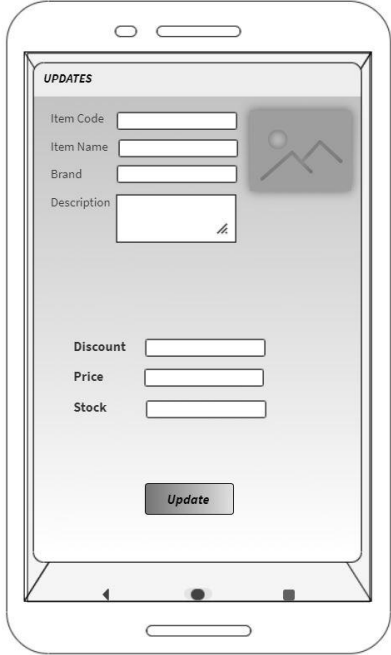 UPDATES
Item Code
Item Name
Brand
Description
Discount
Price
Stock
Update